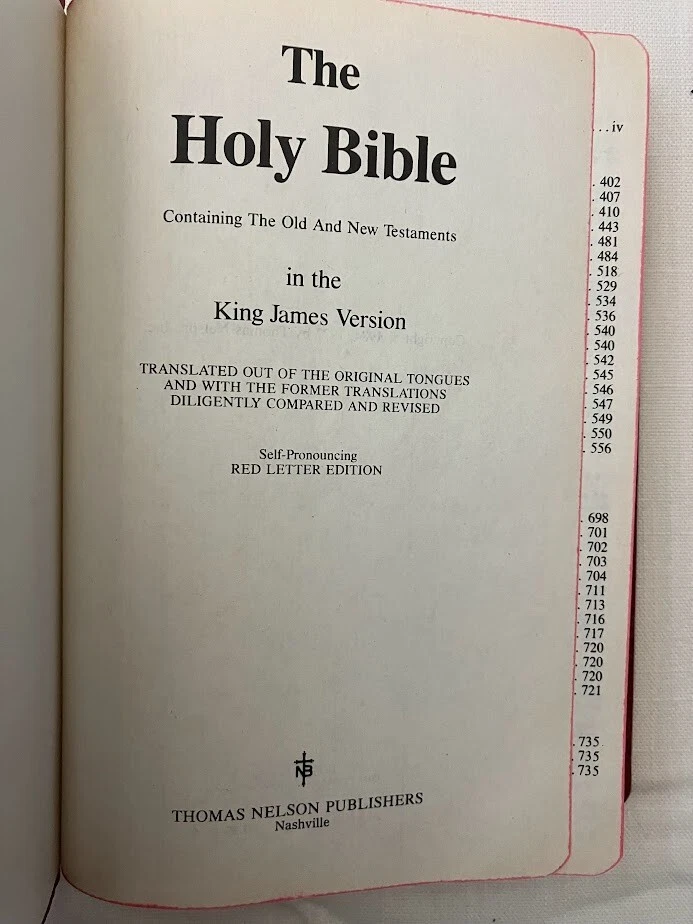 The
Holy Bible
Containing The Old And New Testaments
in the
King James Version
TRANSLATED OUT OF THE ORIGINAL TONGUES
AND WITH THE FORMER TRANSLATIONS
DILIGENTLY COMPARED AND REVISED
Self-Pronouncing
RED LETTER EDITION
NB
THOMAS NELSON PUBLISHERS
Nashville
...iv
. 402
. 407
. 410
. 443
. 481
. 484
. 518
. 529
. 534
. 536
. 540
. 540
. 542
. 545
. 546
. 547
. 549
. 550
. 556
. 698
. 701
. 702
. 703
. 704
. 711
. 713
. 716
. 717
. 720
. 720
. 720
. 721
. 735
. 735
. 735